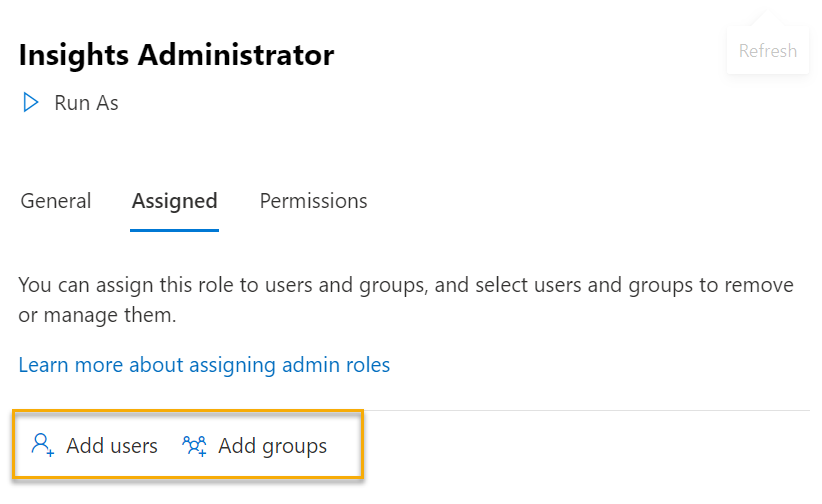 Insights Administrator
Refresh
Run As
General Assigned Permissions
You can assign this role to users and groups, and select users and groups to remove
or manage them.
Learn more about assigning admin roles
Add users Add groups